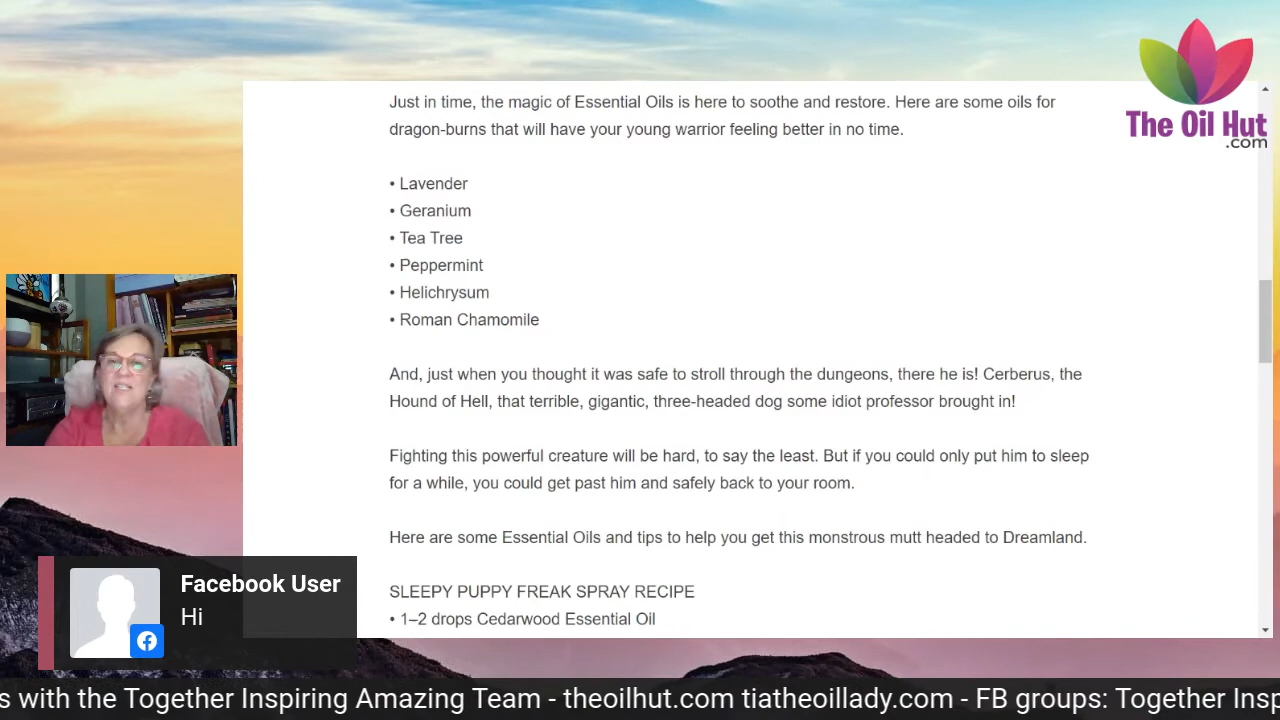 The Oil Hut
.com
Just in time, the magic of Essential Oils is here to soothe and restore. Here are some oils for
dragon-burns that will have your young warrior feeling better in no time.
• Lavender
• Geranium
• Tea Tree
• Peppermint
• Helichrysum
• Roman Chamomile
And, just when you thought it was safe to stroll through the dungeons, there he is! Cerberus, the
Hound of Hell, that terrible, gigantic, three-headed dog some idiot professor brought in!
Fighting this powerful creature will be hard, to say the least. But if you could only put him to sleep
for a while, you could get past him and safely back to your room.
Here are some Essential Oils and tips to help you get this monstrous mutt headed to Dreamland.
SLEEPY PUPPY FREAK SPRAY RECIPE
• 1–2 drops Cedarwood Essential Oil
Facebook User
Hi
s with the Together Inspiring Amazing Team - theoilhut.com tiatheoillady.com - FB groups: Together Insp